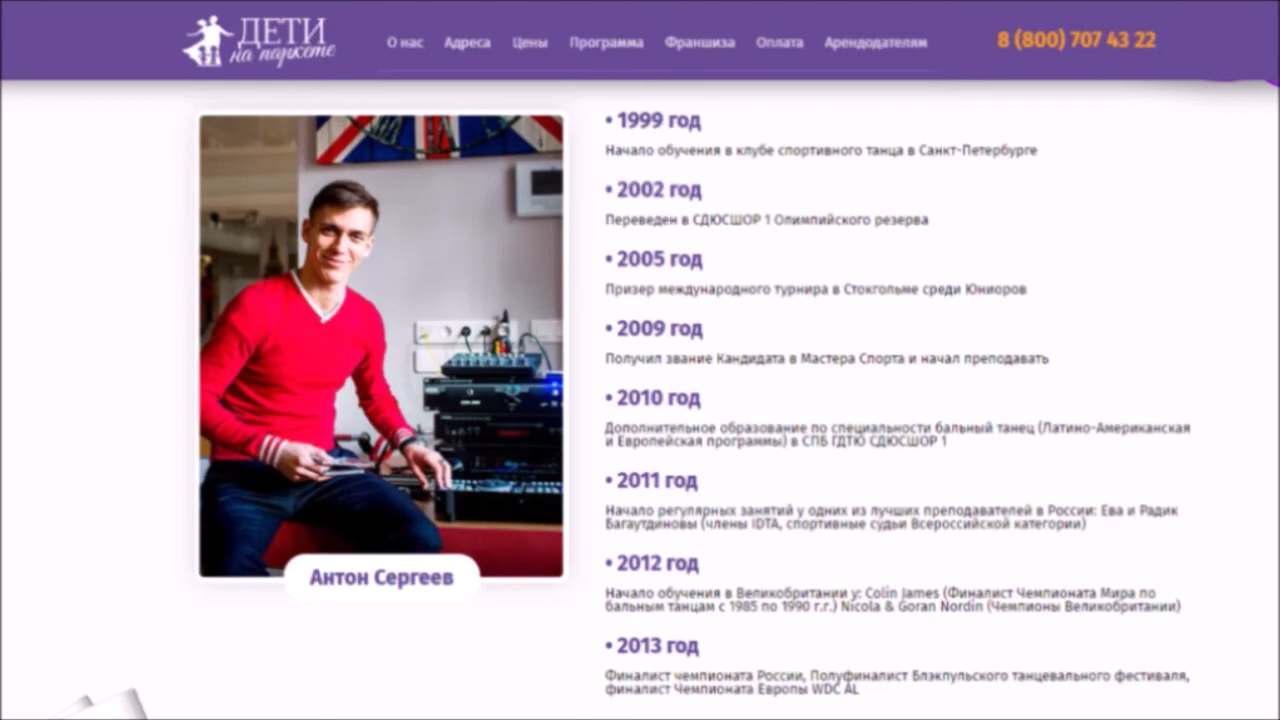 ДЕТИ
на паркете
О нас Адреса Цены Программа Франшиза Оплата Арендодателям
8 (800) 707 43 22
• 1999 год
Начало обучения в клубе спортивного танца в Санкт-Петербурге
• 2002 год
Переведен в СДЮСШОР 1 Олимпийского резерва
• 2005 год
Призер международного турнира в Стокгольме среди Юниоров
• 2009 год
Получил звание Кандидата в Мастера Спорта и начал преподавать
• 2010 год
Дополнительное образование по специальности бальный танец (Латино-Американская
и Европейская программы) в СПБ ГДТЮ СДЮСШОР 1
• 2011 год
Начало регулярных занятий у одних из лучших преподавателей в России: Ева и Радик
Багаутдиновы (члены IDTA, спортивные судьи Всероссийской категории)
• 2012 год
Начало обучения в Великобритании у: Colin James (Финалист Чемпионата Мира по
бальным танцам с 1985 по 1990 г.г.) Nicola & Goran Nordin (Чемпионы Великобритании)
• 2013 год
Финалист чемпионата России, Полуфиналист Блэкпульского танцевального фестиваля,
финалист Чемпионата Европы WDC AL
Антон Сергеев